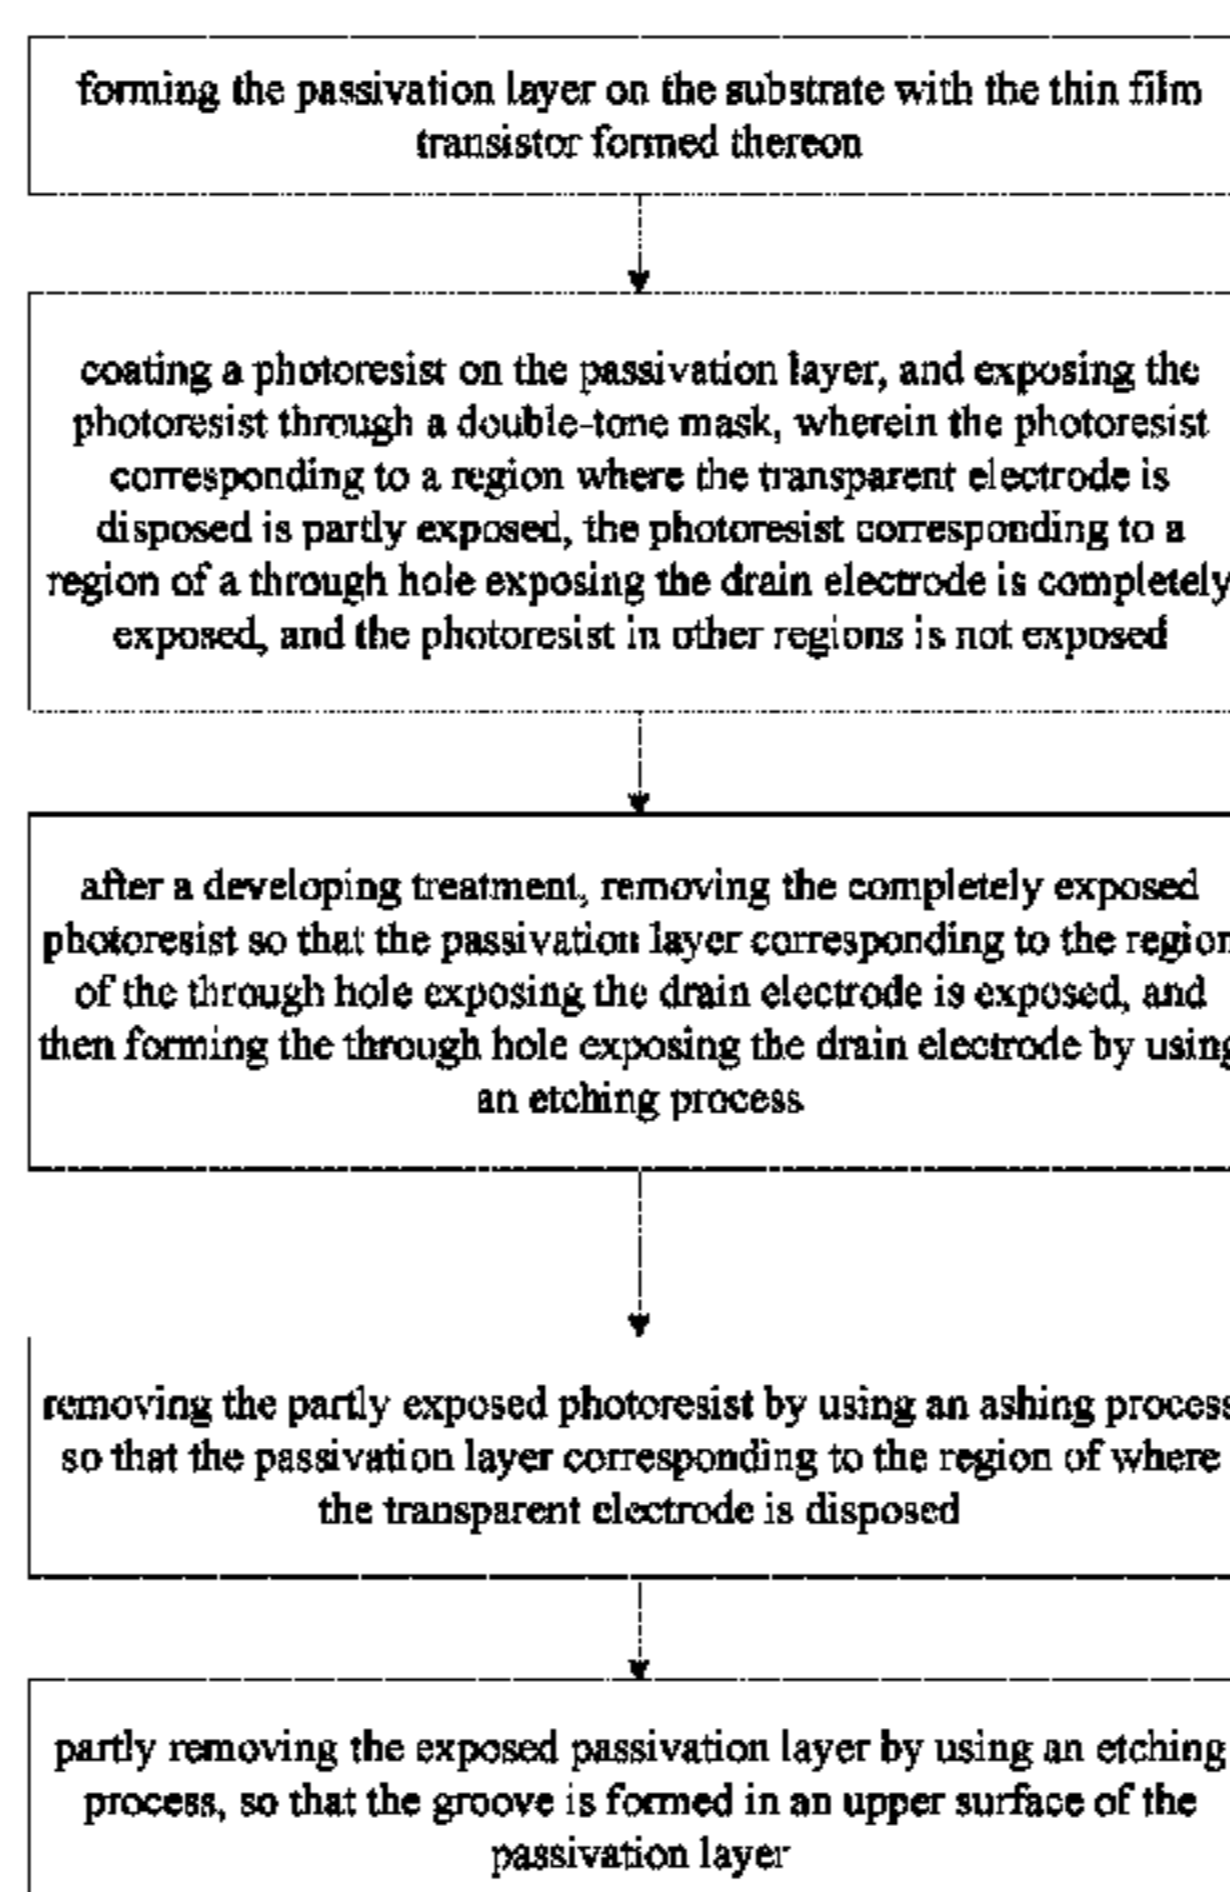 forming the passivation layer on the substrate with the thin film
transistor formed thereon
coating a photoresist on the passivation layer, and exposing the
photoresist through a double-tone mask, wherein the photoresist
corresponding to a region where the transparent electrode is
disposed is partly exposed, the photoresist corresponding to a
region of a through hole exposing the drain electrode is completely
exposed, and the photoresist in other regions is not exposed
after a developing treatment, removing the completely exposed
photoresist so that the passivation layer corresponding to the region
of the through hole exposing the drain electrode is exposed, and
then forming the through hole exposing the drain electrode by using
an etching process
removing the partly exposed photoresist by using an ashing process
so that the passivation layer corresponding to the region of where
the transparent electrode is disposed
partly removing the exposed passivation layer by using an etching
process, so that the groove is formed in an upper surface of the
passivation layer